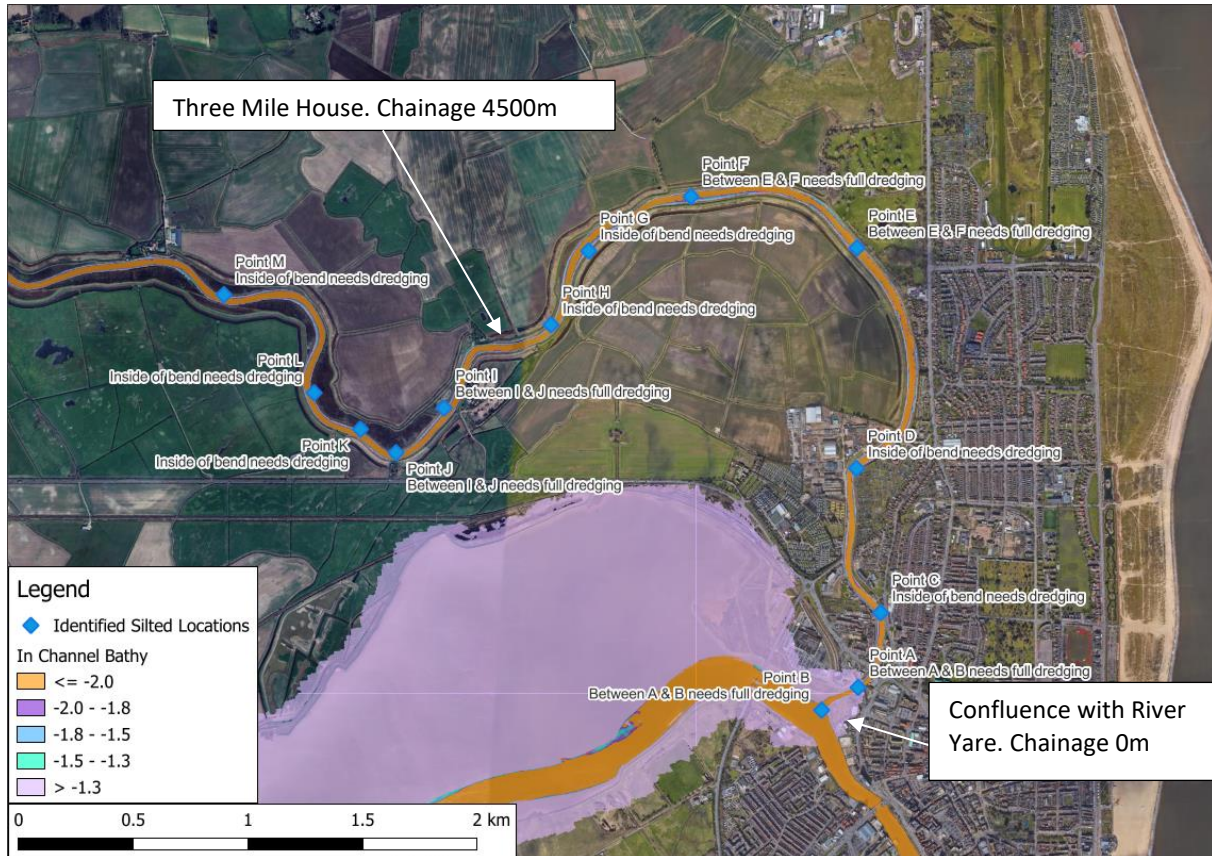 Three Mile House. Chainage 4500m
Point F
Between E & F needs full dredging
Point G
Inside of bend needs dredging
Point E
Between E & F needs full dredging
Point M
Inside of bend needs dredging
Point H
Inside of bend needs dredging
Point L
Inside of bend needs dredging
Point I
Between I & J needs full dredging
Point K
Inside of bend needs dredging
Point J
Between I & J needs full dredging
Point D
Inside of bend needs dredging
Point C
Inside of bend needs dredging
Point A
Between A & B needs full dredging
Point B
Between A & B needs full dredging
Confluence with River
Yare. Chainage 0m
Legend
Identified Silted Locations
In Channel Bathy
<= -2.0
-2.0 - -1.8
-1.8 - -1.5
-1.5 - -1.3
> -1.3
0 0.5 1 1.5 2 km